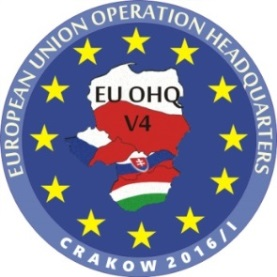 EUROPEAN UNION OPERATION HEADQUARTERS
EU OHQ
V4
CRAKOW 2016/I